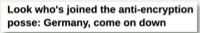 Look who's joined the anti-encryption
posse: Germany, come on down